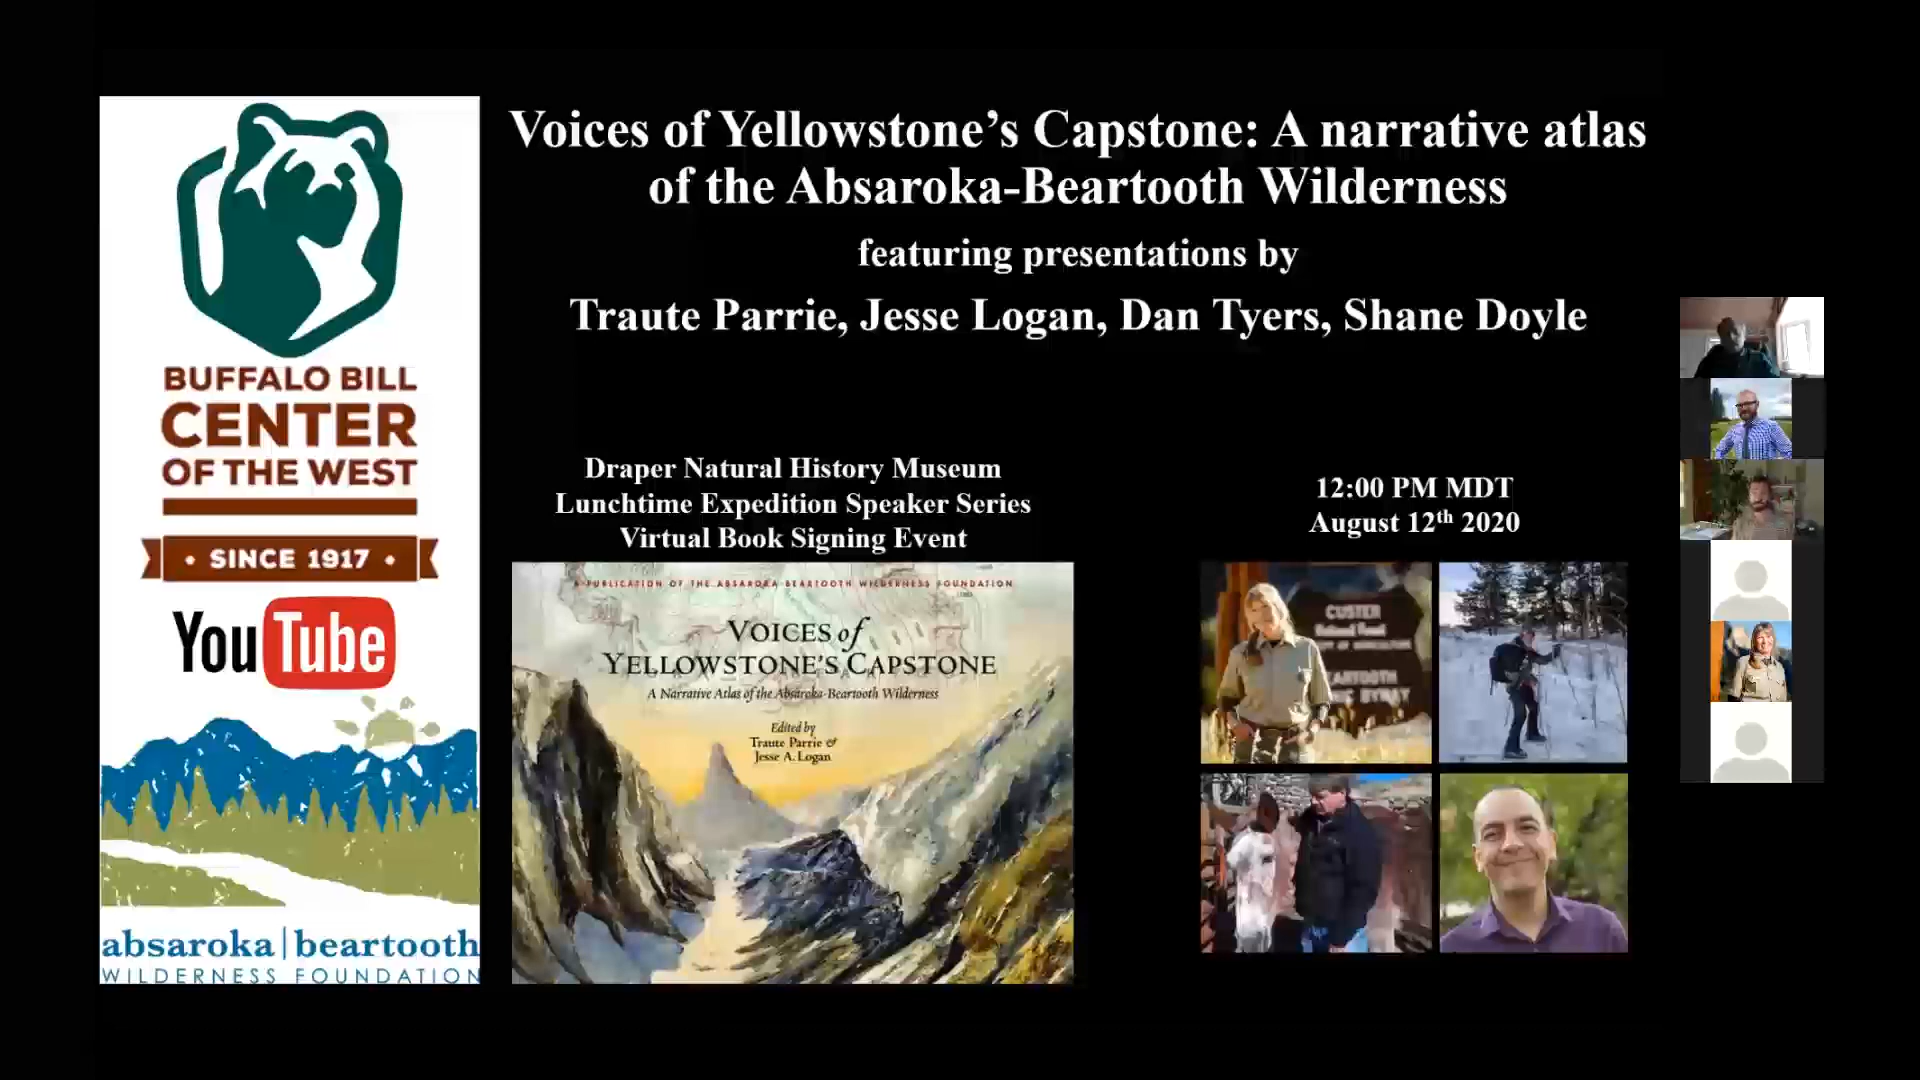 Voices of Yellowstone’s Capstone: A narrative atlas
of the Absaroka-Beartooth Wilderness
featuring presentations by
Traute Parrie, Jesse Logan, Dan Tyers, Shane Doyle
BUFFALO BILL
CENTER
OF THE WEST
• SINCE 1917 •
YouTube
absaroka|beartooth
WILDERNESS FOUNDATION
Draper Natural History Museum
Lunchtime Expedition Speaker Series
Virtual Book Signing Event
12:00 PM MDT
August 12th 2020
A PUBLICATION OF THE ABSAROKA BEARTOOTH WILDERNESS FOUNDATION
VOICES of
YELLOWSTONE'S CAPSTONE
A Narrative Atlas of the Absaroka-Beartooth Wilderness
Edited by
Traute Parrie &
Jesse A. Logan
CUSTER
National Forest